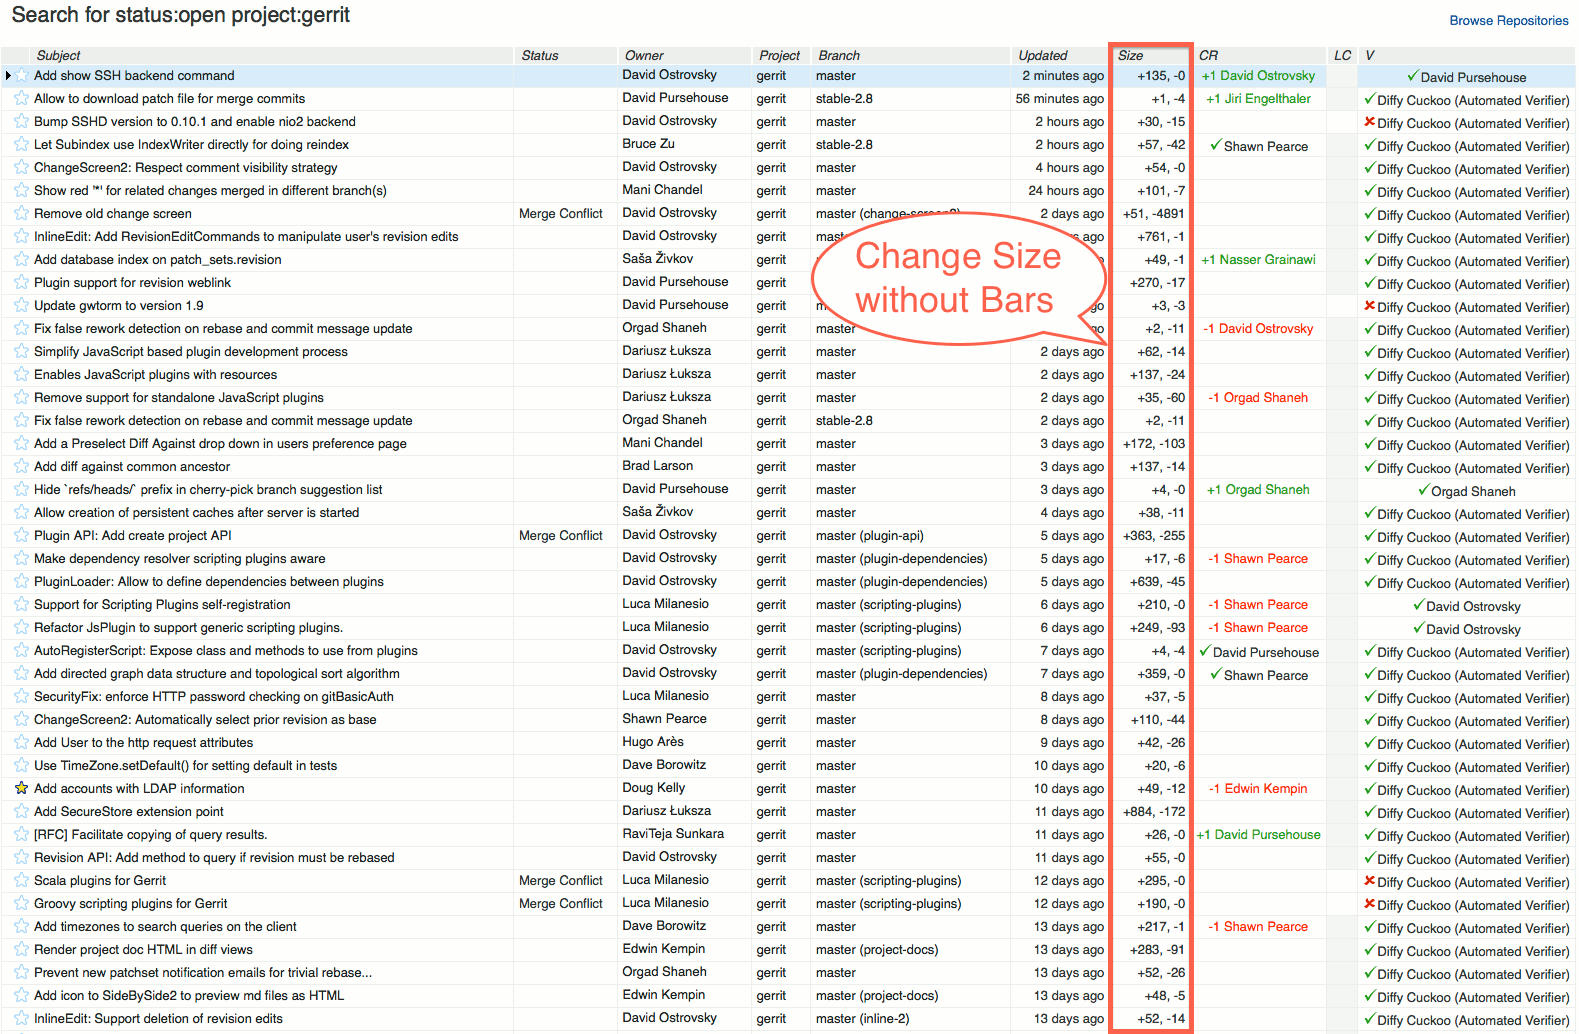 Search for status:open project:gerrit
Browse Repositories
Subject Status Owner Project Branch Updated Size CR LC V
Add show SSH backend command David Ostrovsky gerrit master 2 minutes ago +135, -0 +1 David Ostrovsky ✓David Pursehouse
Allow to download patch file for merge commits David Pursehouse gerrit stable-2.8 56 minutes ago +1, -4 +1 Jiri Engelthaler ✓Diffy Cuckoo (Automated Verifier)
Bump SSHD version to 0.10.1 and enable nio2 backend David Ostrovsky gerrit master 2 hours ago +30, -15 ✗Diffy Cuckoo (Automated Verifier)
Let Subindex use IndexWriter directly for doing reindex Bruce Zu gerrit stable-2.8 2 hours ago +57, -42 ✓Shawn Pearce ✓Diffy Cuckoo (Automated Verifier)
ChangeScreen2: Respect comment visibility strategy David Ostrovsky gerrit master 4 hours ago +54, -0 ✓Diffy Cuckoo (Automated Verifier)
Show red '*' for related changes merged in different branch(s) Mani Chandel gerrit master 24 hours ago +101, -7 ✓Diffy Cuckoo (Automated Verifier)
Remove old change screen Merge Conflict David Ostrovsky gerrit master (change-screen2) 2 days ago +51, -4891 ✓Diffy Cuckoo (Automated Verifier)
InlineEdit: Add RevisionEditCommands to manipulate user's revision edits David Ostrovsky gerrit ago +761, -1 ✓Diffy Cuckoo (Automated Verifier)
Add database index on patch_sets.revision Saša Živkov gerrit +49, -1 +1 Nasser Grainawi ✓Diffy Cuckoo (Automated Verifier)
Plugin support for revision weblink David Pursehouse gerrit +270, -17 ✓Diffy Cuckoo (Automated Verifier)
Update gwtorm to version 1.9 David Pursehouse gerrit +3, -3 ✗Diffy Cuckoo (Automated Verifier)
Fix false rework detection on rebase and commit message update Orgad Shaneh gerrit master +2, -11 -1 David Ostrovsky ✓Diffy Cuckoo (Automated Verifier)
Change Size
without Bars
Simplify JavaScript based plugin development process Dariusz Łuksza gerrit master 2 days ago +62, -14 ✓Diffy Cuckoo (Automated Verifier)
Enables JavaScript plugins with resources Dariusz Łuksza gerrit master 2 days ago +137, -24 ✓Diffy Cuckoo (Automated Verifier)
Remove support for standalone JavaScript plugins Dariusz Łuksza gerrit master 2 days ago +35, -60 -1 Orgad Shaneh ✓Diffy Cuckoo (Automated Verifier)
Fix false rework detection on rebase and commit message update Orgad Shaneh gerrit stable-2.8 2 days ago +2, -11 ✓Diffy Cuckoo (Automated Verifier)
Add a Preselect Diff Against drop down in users preference page Mani Chandel gerrit master 3 days ago +172, -103 ✓Diffy Cuckoo (Automated Verifier)
Add diff against common ancestor Brad Larson gerrit master 3 days ago +137, -14 ✓Diffy Cuckoo (Automated Verifier)
Hide `refs/heads/` prefix in cherry-pick branch suggestion list David Pursehouse gerrit master 3 days ago +4, -0 +1 Orgad Shaneh ✓Orgad Shaneh
Allow creation of persistent caches after server is started Saša Živkov gerrit master 4 days ago +38, -11 ✓Diffy Cuckoo (Automated Verifier)
Plugin API: Add create project API Merge Conflict David Ostrovsky gerrit master (plugin-api) 5 days ago +363, -255 ✓Diffy Cuckoo (Automated Verifier)
Make dependency resolver scripting plugins aware David Ostrovsky gerrit master (plugin-dependencies) 5 days ago +17, -6 -1 Shawn Pearce ✓Diffy Cuckoo (Automated Verifier)
PluginLoader: Allow to define dependencies between plugins David Ostrovsky gerrit master (plugin-dependencies) 5 days ago +639, -45 ✓Diffy Cuckoo (Automated Verifier)
Support for Scripting Plugins self-registration Luca Milanesio gerrit master (scripting-plugins) 6 days ago +210, -0 -1 Shawn Pearce ✓David Ostrovsky
Refactor JsPlugin to support generic scripting plugins. Luca Milanesio gerrit master (scripting-plugins) 6 days ago +249, -93 -1 Shawn Pearce ✓David Ostrovsky
AutoRegisterScript: Expose class and methods to use from plugins David Ostrovsky gerrit master (scripting-plugins) 7 days ago +4, -4 ✓David Pursehouse ✓Diffy Cuckoo (Automated Verifier)
Add directed graph data structure and topological sort algorithm David Ostrovsky gerrit master (plugin-dependencies) 7 days ago +359, -0 ✓Shawn Pearce ✓Diffy Cuckoo (Automated Verifier)
SecurityFix: enforce HTTP password checking on gitBasicAuth Luca Milanesio gerrit master 8 days ago +37, -5 ✓Diffy Cuckoo (Automated Verifier)
ChangeScreen2: Automatically select prior revision as base Shawn Pearce gerrit master 8 days ago +110, -44 ✓Diffy Cuckoo (Automated Verifier)
Add User to the http request attributes Hugo Arès gerrit master 9 days ago +42, -26 ✓Diffy Cuckoo (Automated Verifier)
Use TimeZone.setDefault() for setting default in tests Dave Borowitz gerrit master 10 days ago +20, -6 ✓Diffy Cuckoo (Automated Verifier)
Add accounts with LDAP information Doug Kelly gerrit master 10 days ago +49, -12 -1 Edwin Kempin ✓Diffy Cuckoo (Automated Verifier)
Add SecureStore extension point Dariusz Łuksza gerrit master 11 days ago +884, -172 ✓Diffy Cuckoo (Automated Verifier)
[RFC] Facilitate copying of query results. RaviTeja Sunkara gerrit master 11 days ago +26, -0 +1 David Pursehouse ✓Diffy Cuckoo (Automated Verifier)
Revision API: Add method to query if revision must be rebased David Ostrovsky gerrit master 11 days ago +55, -0 ✓Diffy Cuckoo (Automated Verifier)
Scala plugins for Gerrit Merge Conflict Luca Milanesio gerrit master (scripting-plugins) 12 days ago +295, -0 ✗Diffy Cuckoo (Automated Verifier)
Groovy scripting plugins for Gerrit Merge Conflict Luca Milanesio gerrit master (scripting-plugins) 12 days ago +190, -0 ✗Diffy Cuckoo (Automated Verifier)
Add timezones to search queries on the client Dave Borowitz gerrit master 13 days ago +217, -1 -1 Shawn Pearce ✓Diffy Cuckoo (Automated Verifier)
Render project doc HTML in diff views Edwin Kempin gerrit master (project-docs) 13 days ago +283, -91 ✓Diffy Cuckoo (Automated Verifier)
Prevent new patchset notification emails for trivial rebase... Orgad Shaneh gerrit master 13 days ago +52, -26 ✓Diffy Cuckoo (Automated Verifier)
Add icon to SideBySide2 to preview md files as HTML Edwin Kempin gerrit master (project-docs) 13 days ago +48, -5 ✓Diffy Cuckoo (Automated Verifier)
InlineEdit: Support deletion of revision edits David Ostrovsky gerrit master (inline-2) 13 days ago +52, -14 ✓Diffy Cuckoo (Automated Verifier)